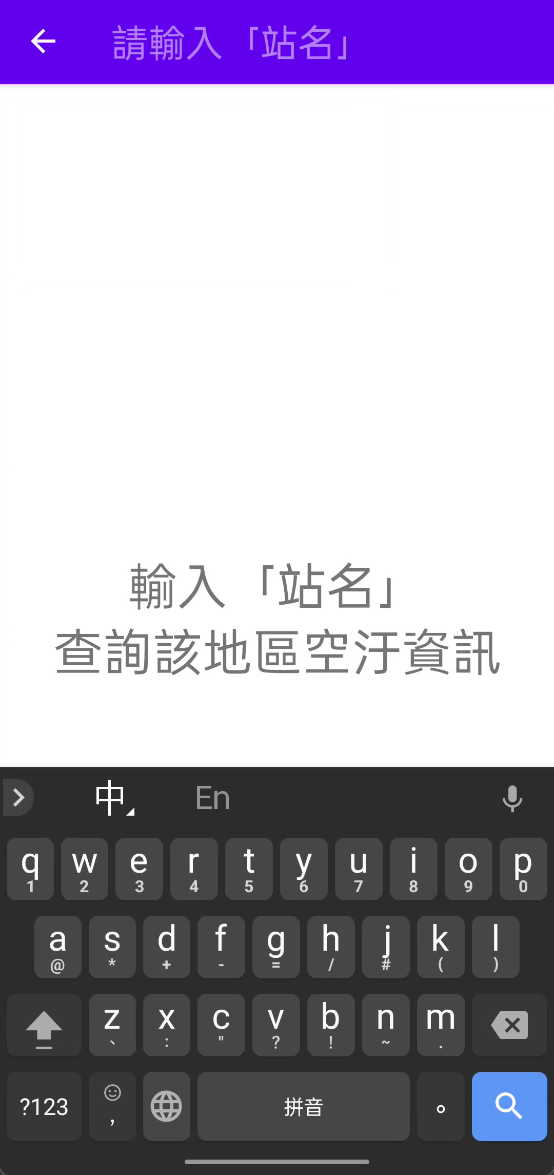 請輸入「站名」
輸入「站名」
查詢該地區空汙資訊
中 En
q w e r t y u i o p
1 2 3 4 5 6 7 8 9 0
a s d f g h j k l
@ * + - = / # ( )
z x c v b n m
、 : " ? ! ~ .
?123 , 拼音 。